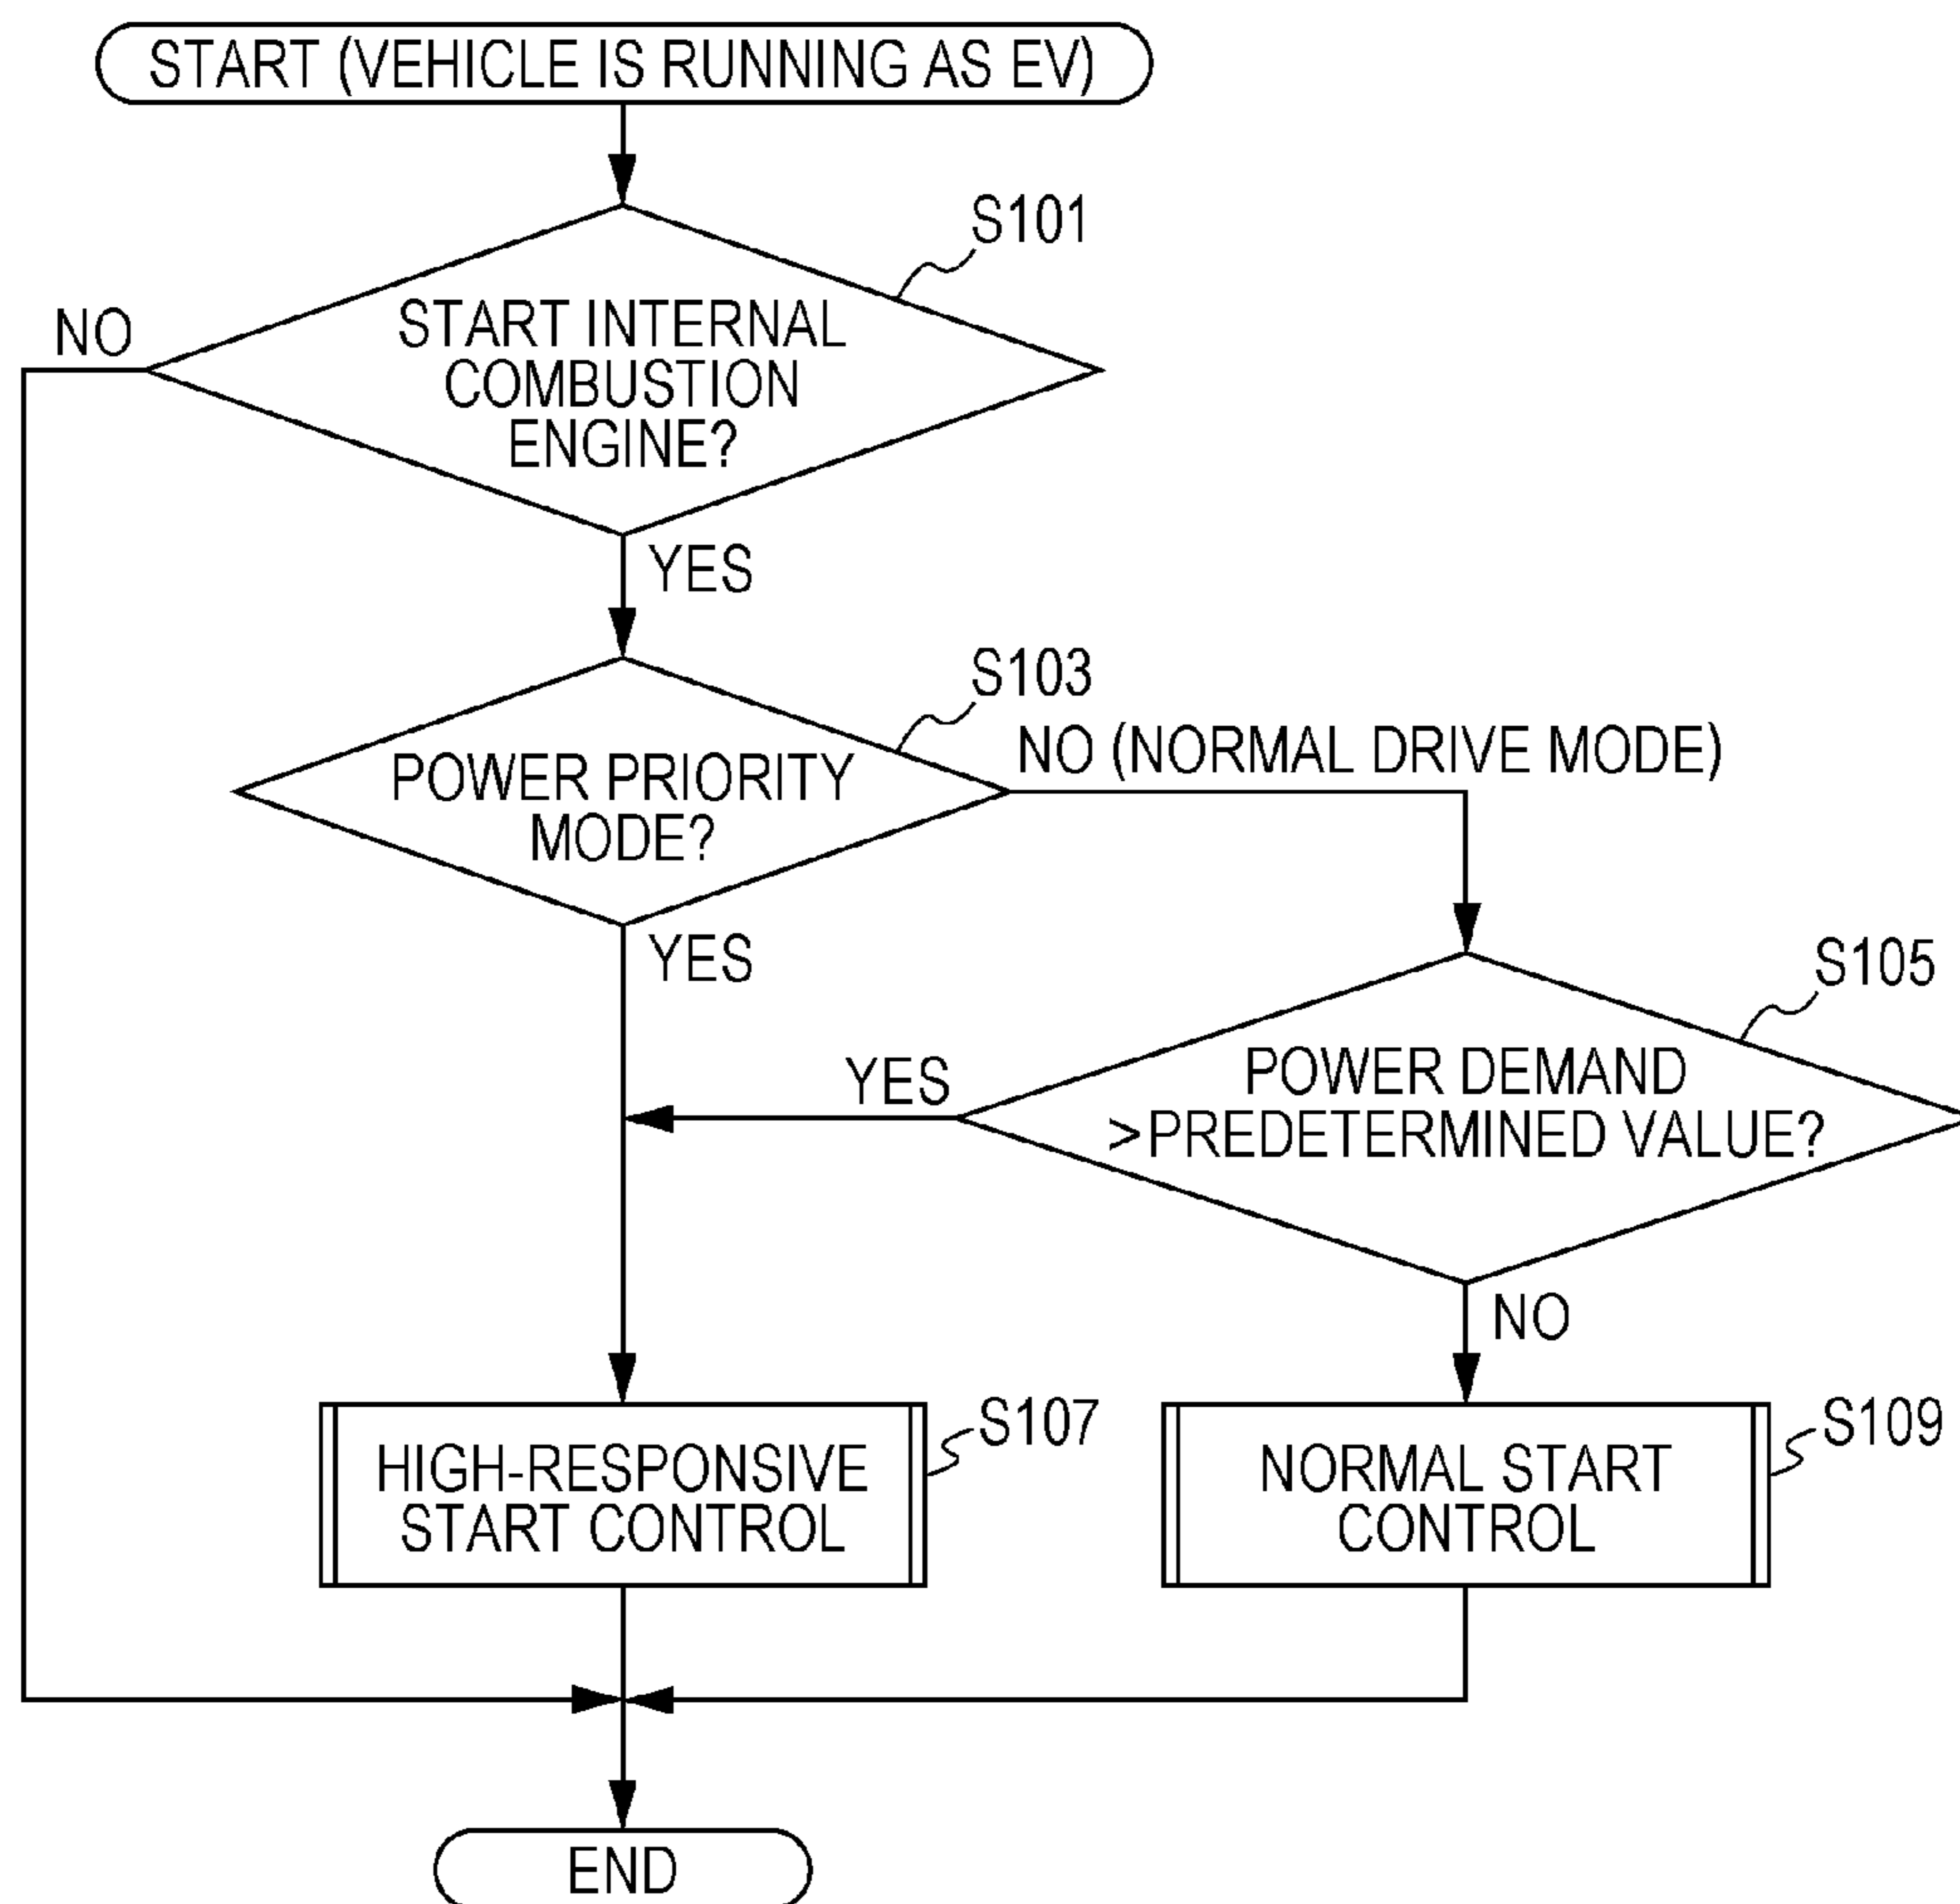 START (VEHICLE IS RUNNING AS EV)
S101
NO
START INTERNAL
COMBUSTION
ENGINE?
YES
S103
NO (NORMAL DRIVE MODE)
POWER PRIORITY
MODE?
YES
S105
YES
POWER DEMAND
>PREDETERMINED VALUE?
NO
S107
S109
HIGH-RESPONSIVE
START CONTROL
NORMAL START
CONTROL
END